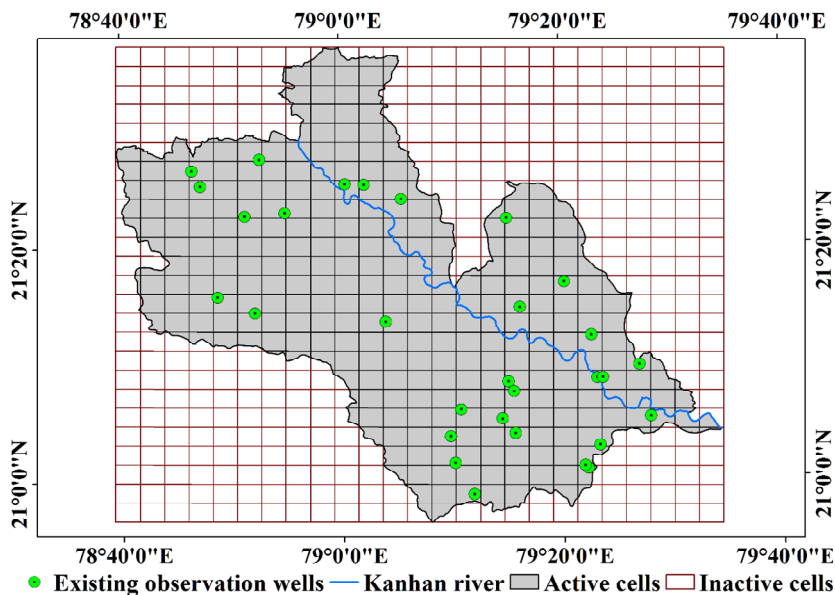 78°40'0"E 79°0'0"E 79°20'0"E 79°40'0"E
21°20'0"N 21°20'0"N
21°0'0"N 21°0'0"N
78°40'0"E 79°0'0"E 79°20'0"E 79°40'0"E
Existing observation wells Kanhan river Active cells Inactive cells